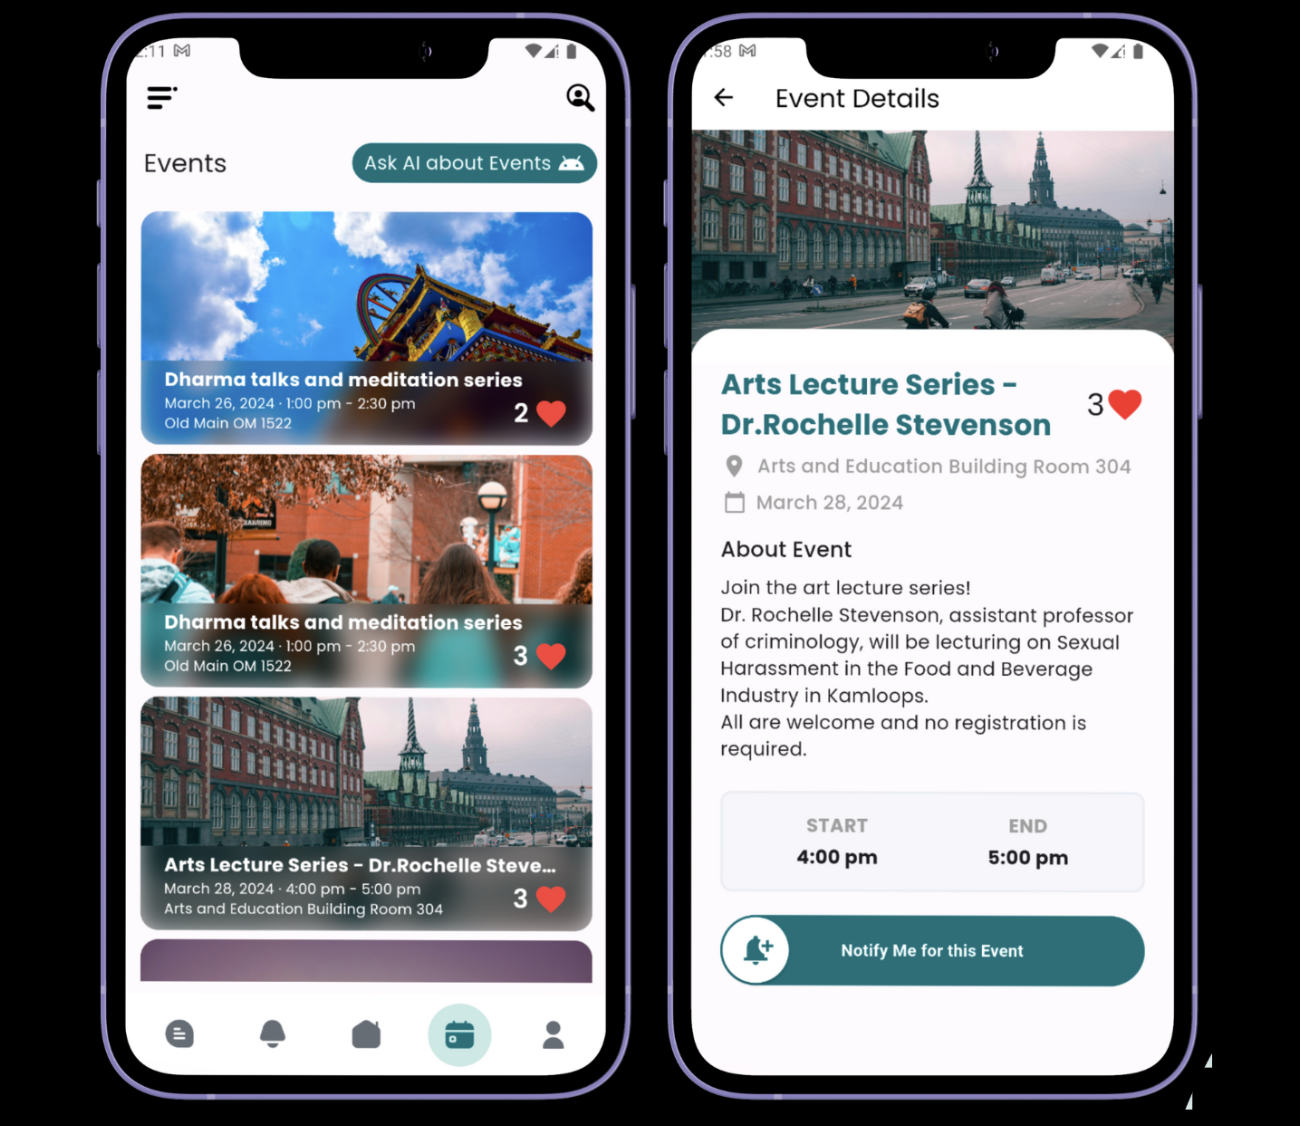 :11
Events
Ask AI about Events
Dharma talks and meditation series
March 26, 2024 · 1:00 pm - 2:30 pm
Old Main OM 1522
2
Dharma talks and meditation series
March 26, 2024 · 1:00 pm - 2:30 pm
Old Main OM 1522
3
Arts Lecture Series - Dr.Rochelle Steve...
March 28, 2024 · 4:00 pm - 5:00 pm
Arts and Education Building Room 304
3
:58
Event Details
Arts Lecture Series -
Dr.Rochelle Stevenson
3
Arts and Education Building Room 304
March 28, 2024
About Event
Join the art lecture series!
Dr. Rochelle Stevenson, assistant professor
of criminology, will be lecturing on Sexual
Harassment in the Food and Beverage
Industry in Kamloops.
All are welcome and no registration is
required.
START
END
4:00 pm
5:00 pm
Notify Me for this Event